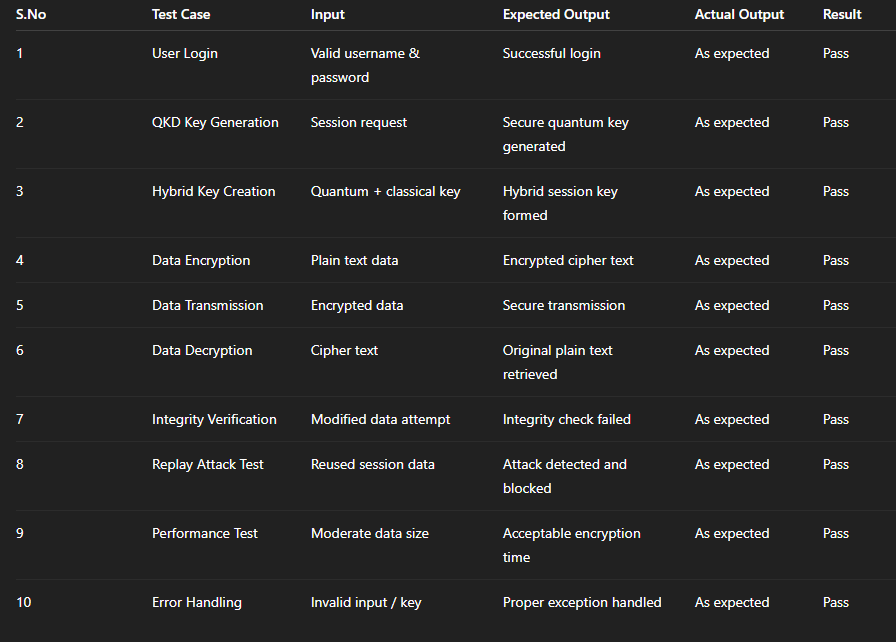 S.No Test Case Input Expected Output Actual Output Result
1 User Login Valid username & Successful login As expected Pass
password
2 QKD Key Generation Session request Secure quantum key As expected Pass
generated
3 Hybrid Key Creation Quantum + classical key Hybrid session key As expected Pass
formed
4 Data Encryption Plain text data Encrypted cipher text As expected Pass
5 Data Transmission Encrypted data Secure transmission As expected Pass
6 Data Decryption Cipher text Original plain text As expected Pass
retrieved
7 Integrity Verification Modified data attempt Integrity check failed As expected Pass
8 Replay Attack Test Reused session data Attack detected and As expected Pass
blocked
9 Performance Test Moderate data size Acceptable encryption As expected Pass
time
10 Error Handling Invalid input / key Proper exception handled As expected Pass